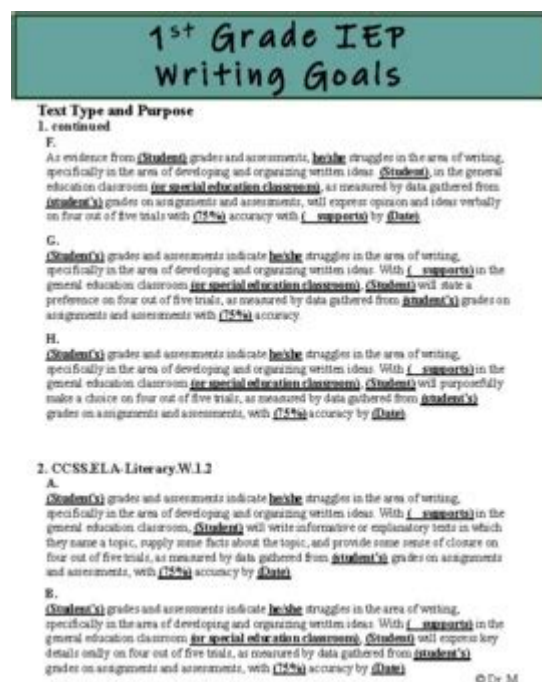 1st Grade IEP
Writing Goals
Text Type and Purpose
1. continued
F.
As evidence from (Student) grades and assessments, he/she struggles in the area of writing,
specifically in the area of developing and organizing written ideas. (Student), in the general
education classroom (or special education classroom), as measured by data gathered from
(student's) grades on assignments and assessments, will express opinion and ideas verbally
on four out of five trials with (75%) accuracy with ( supports) by (Date).
G.
(Student's) grades and assessments indicate he/she struggles in the area of writing,
specifically in the area of developing and organizing written ideas. With ( supports) in the
general education classroom (or special education classroom), (Student) will state a
preference on four out of five trials, as measured by data gathered from (student's) grades on
assignments and assessments with (75%) accuracy.
H.
(Student's) grades and assessments indicate he/she struggles in the area of writing,
specifically in the area of developing and organizing written ideas. With ( supports) in the
general education classroom (or special education classroom), (Student) will purposefully
make a choice on four out of five trials, as measured by data gathered from (student's)
grades on assignments and assessments, with (75%) accuracy by (Date).
2. CCSS.ELA-Literacy.W.1.2
A.
(Student's) grades and assessments indicate he/she struggles in the area of writing,
specifically in the area of developing and organizing written ideas. With ( supports) in the
general education classroom, (Student) will write informative or explanatory texts in which
they name a topic, supply some facts about the topic, and provide some sense of closure on
four out of five trials, as measured by data gathered from (student's) grades on assignments
and assessments, with (75%) accuracy by (Date).
B.
(Student's) grades and assessments indicate he/she struggles in the area of writing,
specifically in the area of developing and organizing written ideas. With ( supports) in the
general education classroom (or special education classroom), (Student) will express key
details orally on four out of five trials, as measured by data gathered from (student's)
grades on assignments and assessments, with (75%) accuracy by (Date).
© Dr. M